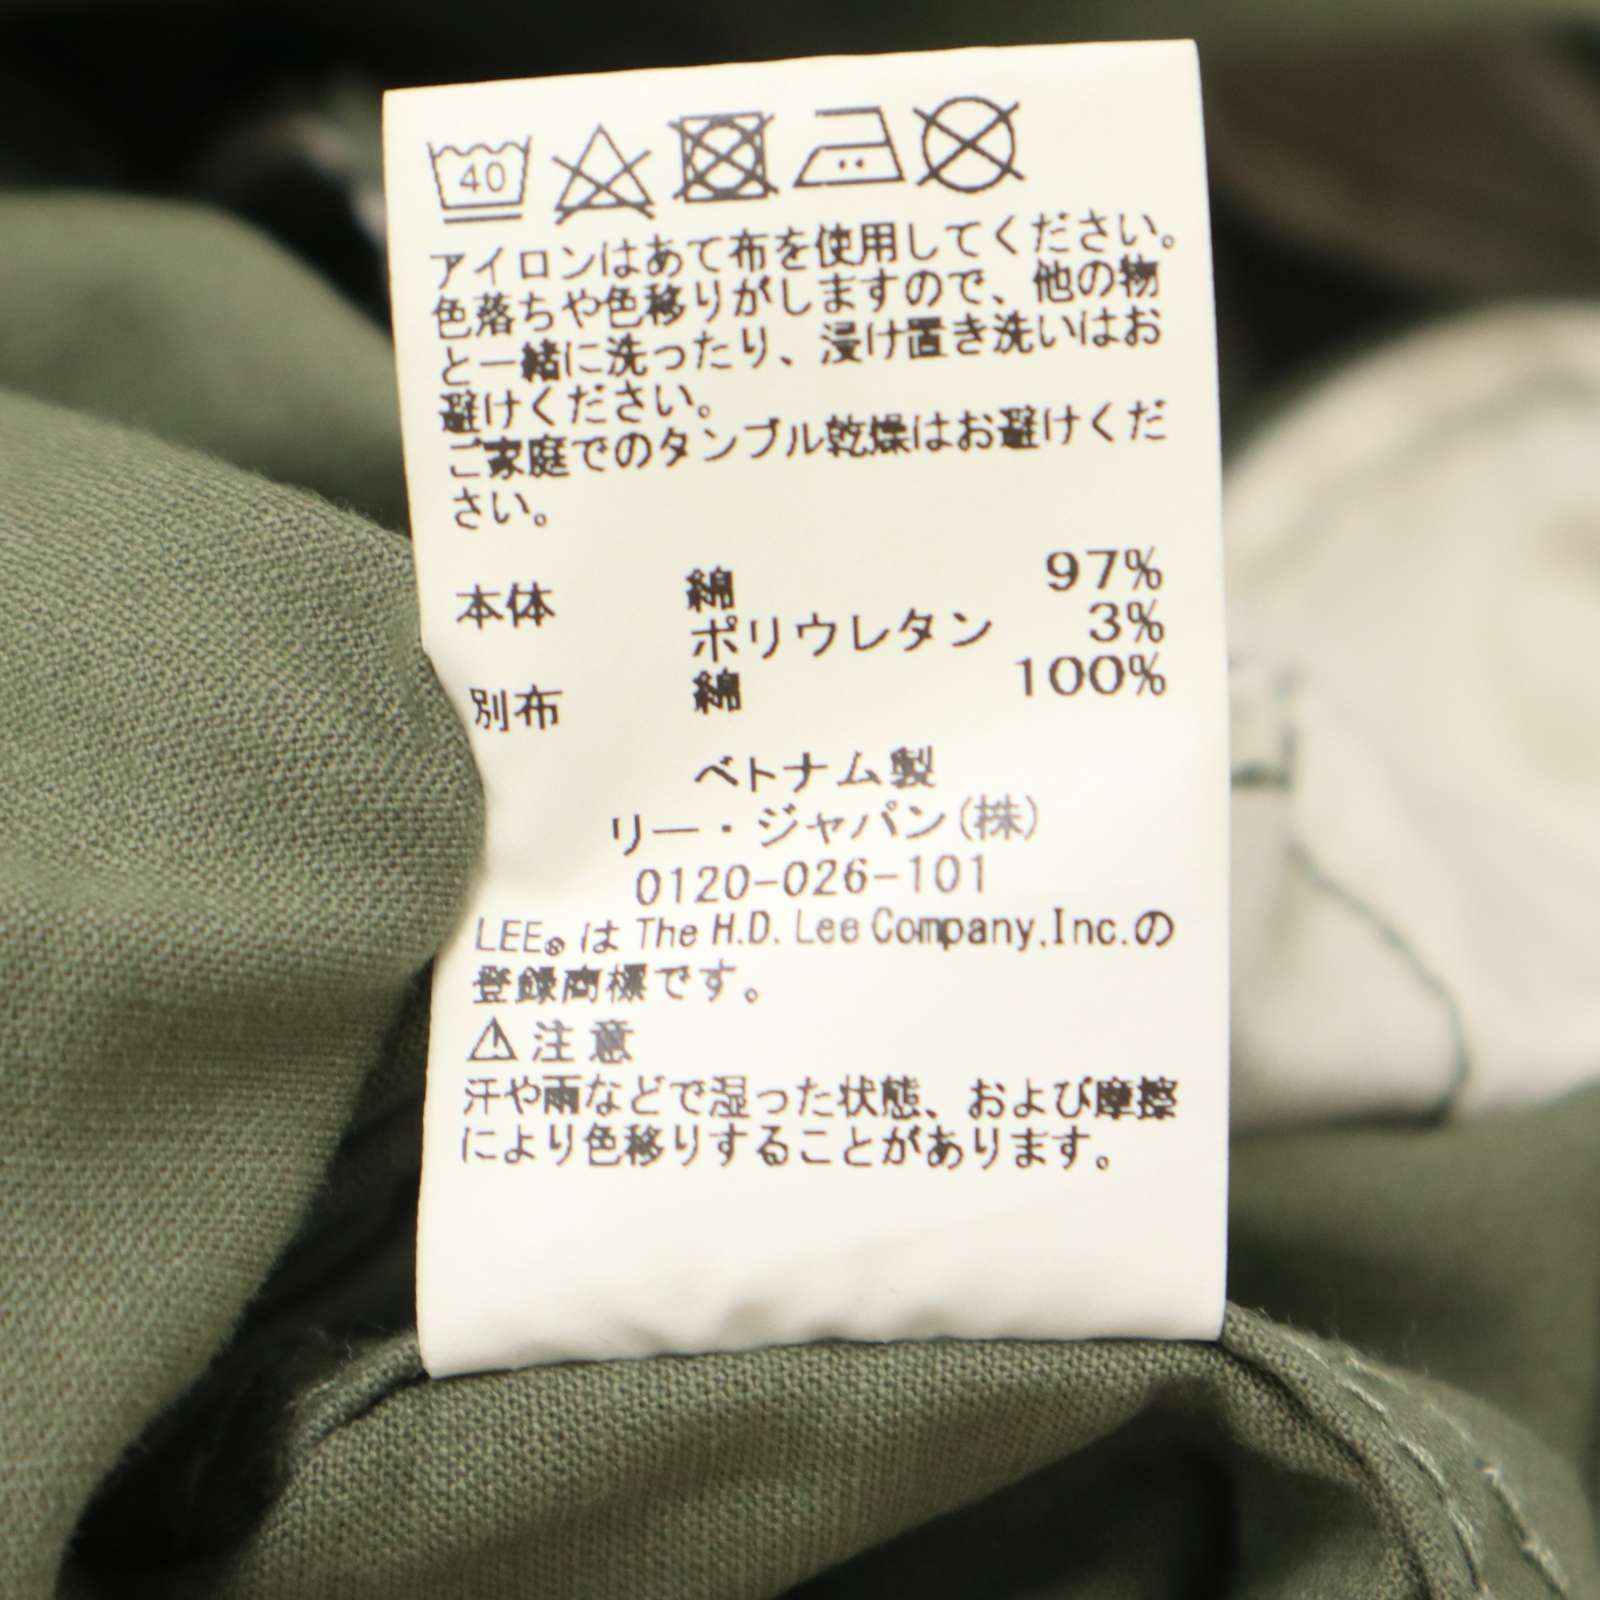 40
アイロンはあて布を使用してください。
色落ちや色移りがしますので、他の物
と一緒に洗ったり、浸け置き洗いはお
避けください。
ご家庭でのタンブル乾燥はお避けくだ
さい。
本体 綿 97%
ポリウレタン 3%
別布 綿 100%
ベトナム製
リー・ジャパン(株)
0120-026-101
LEE®は The H.D. Lee Company,Inc.の
登録商標です。
⚠注意
汗や雨などで湿った状態、および摩擦
により色移りすることがあります。